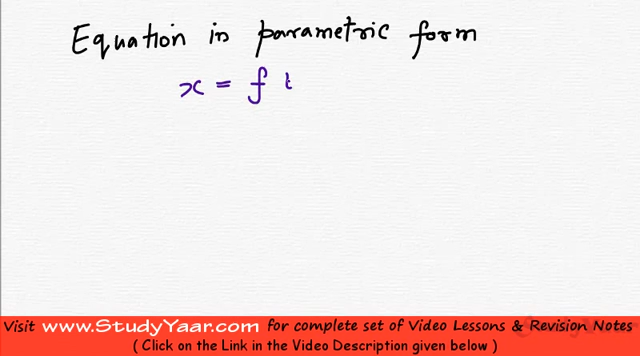 Equation in parametric form
x = f t
Visit www.StudyYaar.com for complete set of Video Lessons & Revision Notes
( Click on the Link in the Video Description given below )